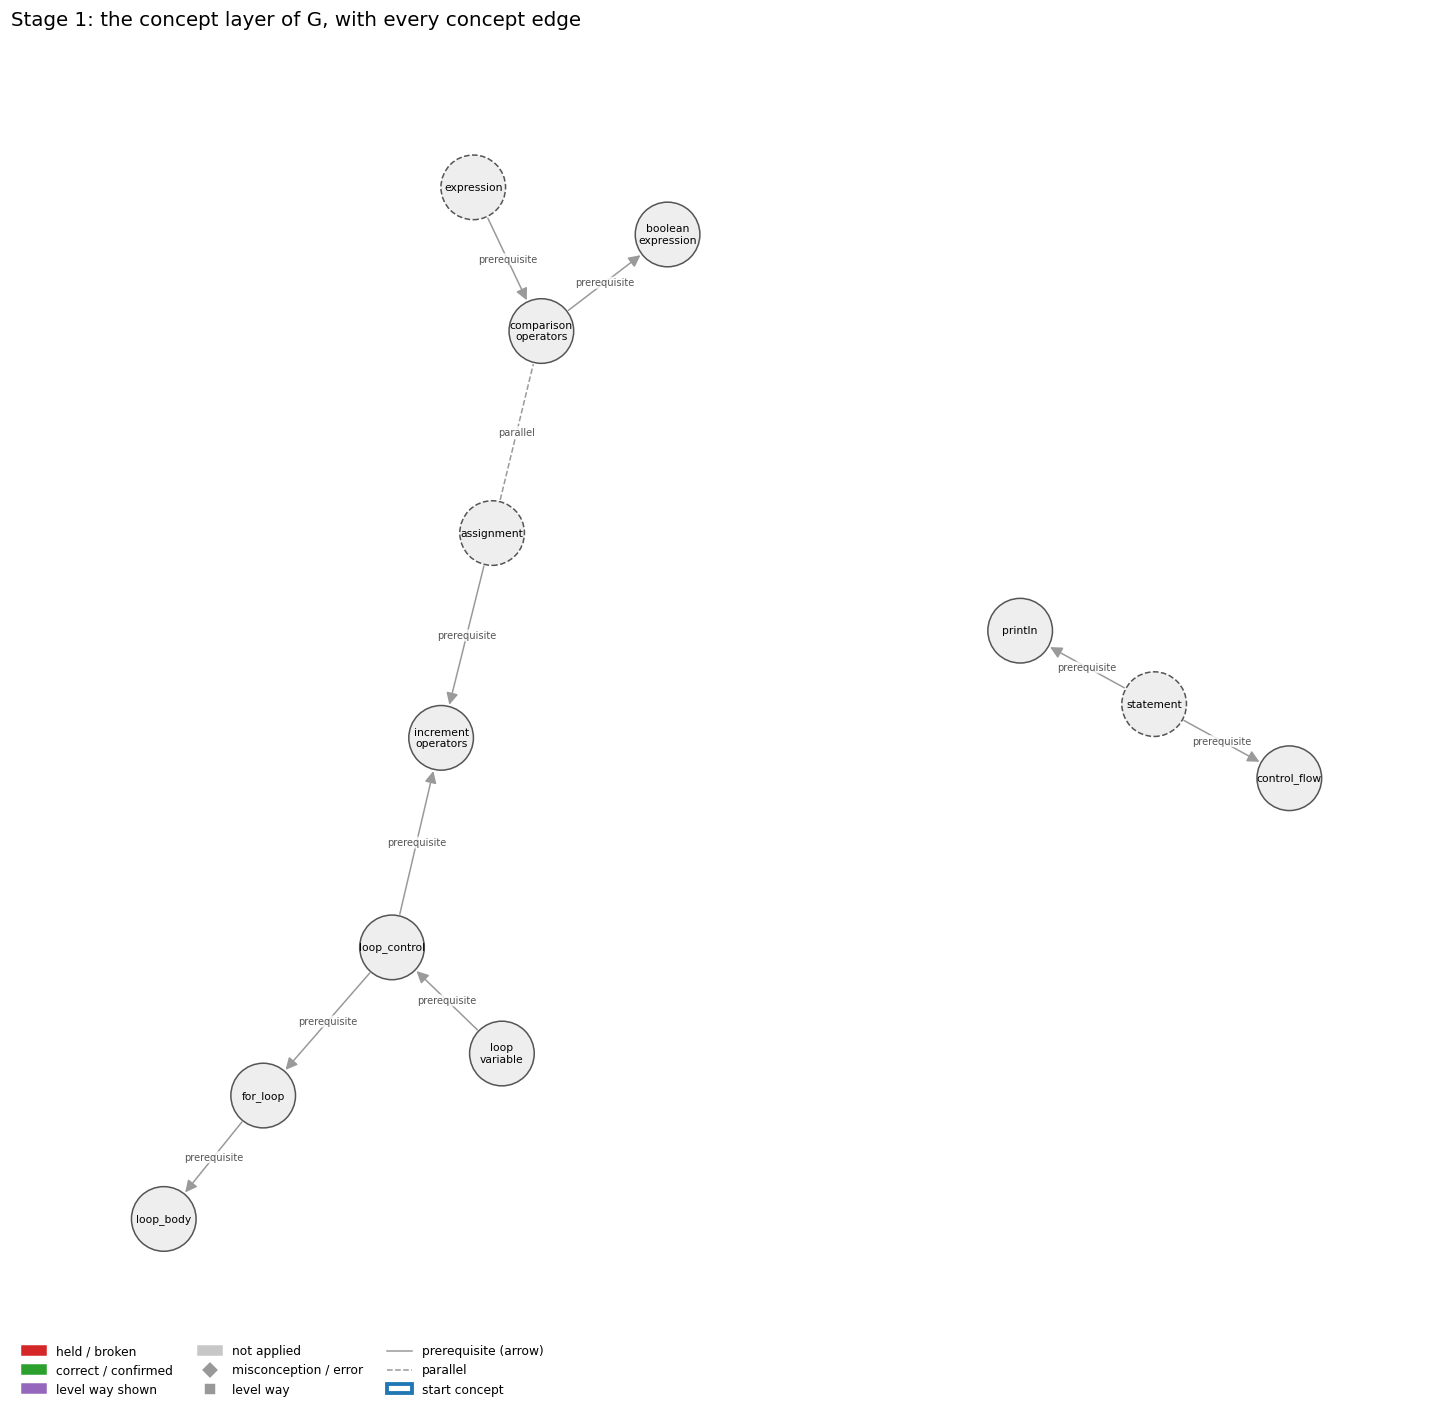 Stage 1: the concept layer of G, with every concept edge
expression
boolean
expression
prerequisite
prerequisite
comparison
operators
parallel
assignment
prerequisite
println
prerequisite
statement
prerequisite
control_flow
increment
operators
prerequisite
loop_control
prerequisite
prerequisite
loop
variable
for_loop
prerequisite
loop_body
held / broken
correct / confirmed
level way shown
not applied
misconception / error
level way
prerequisite (arrow)
parallel
start concept